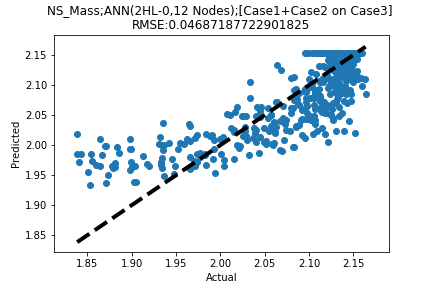 NS_Mass;ANN(2HL-0,12 Nodes);[Case1+Case2 on Case3]
RMSE:0.04687187722901825
2.15
2.10
2.05
2.00
1.95
1.90
1.85
Predicted
1.85 1.90 1.95 2.00 2.05 2.10 2.15
Actual